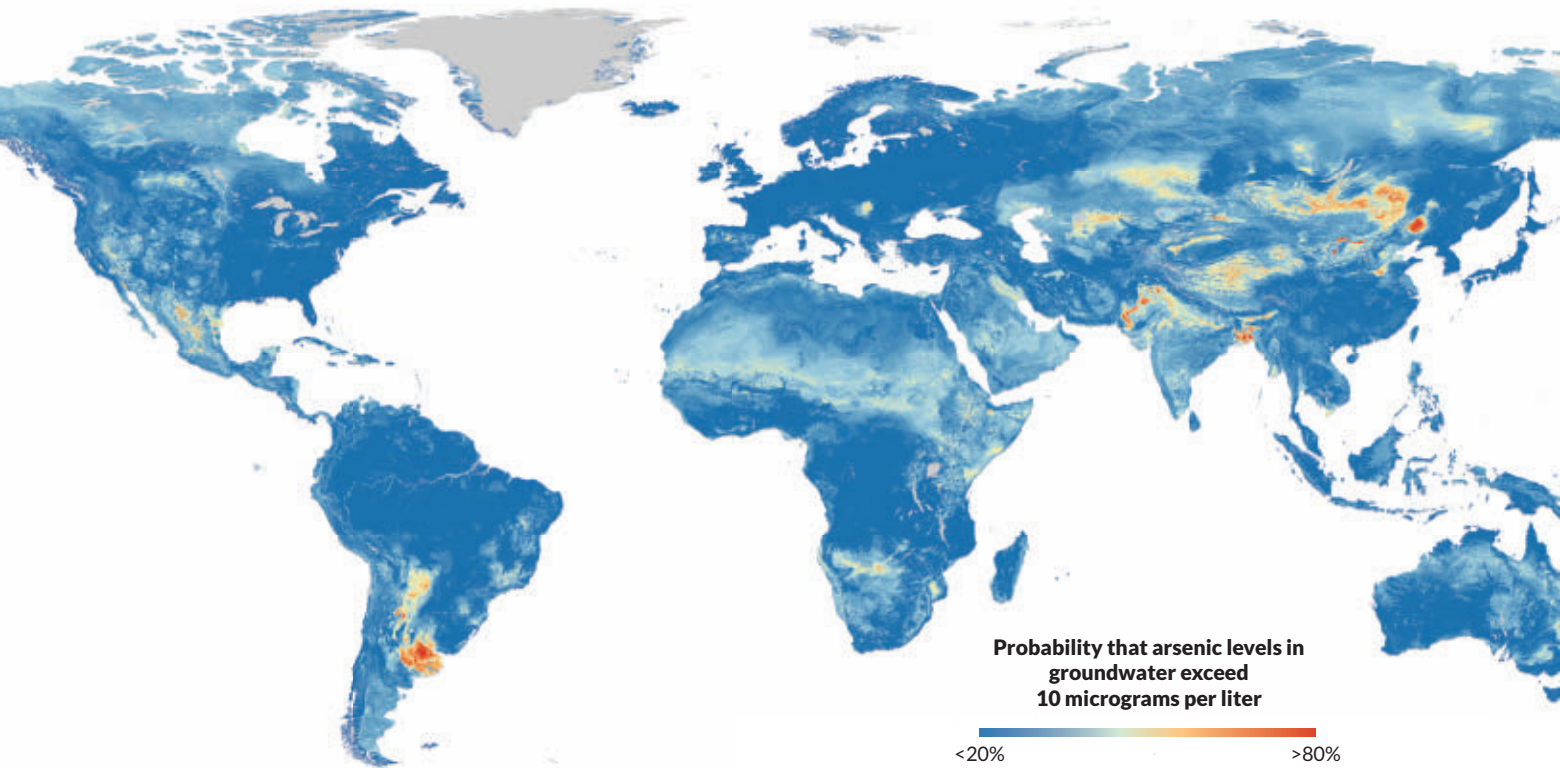 Probability that arsenic levels in
groundwater exceed
10 micrograms per liter
<20%
>80%